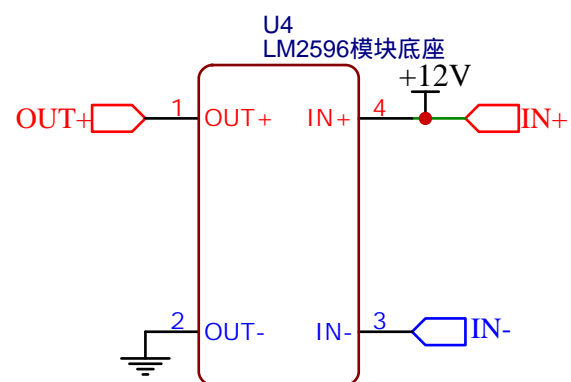 U4
LM2596模块底座
+12V
OUT+ 1 OUT+ IN+ 4 IN+
2 OUT- IN- 3 IN-